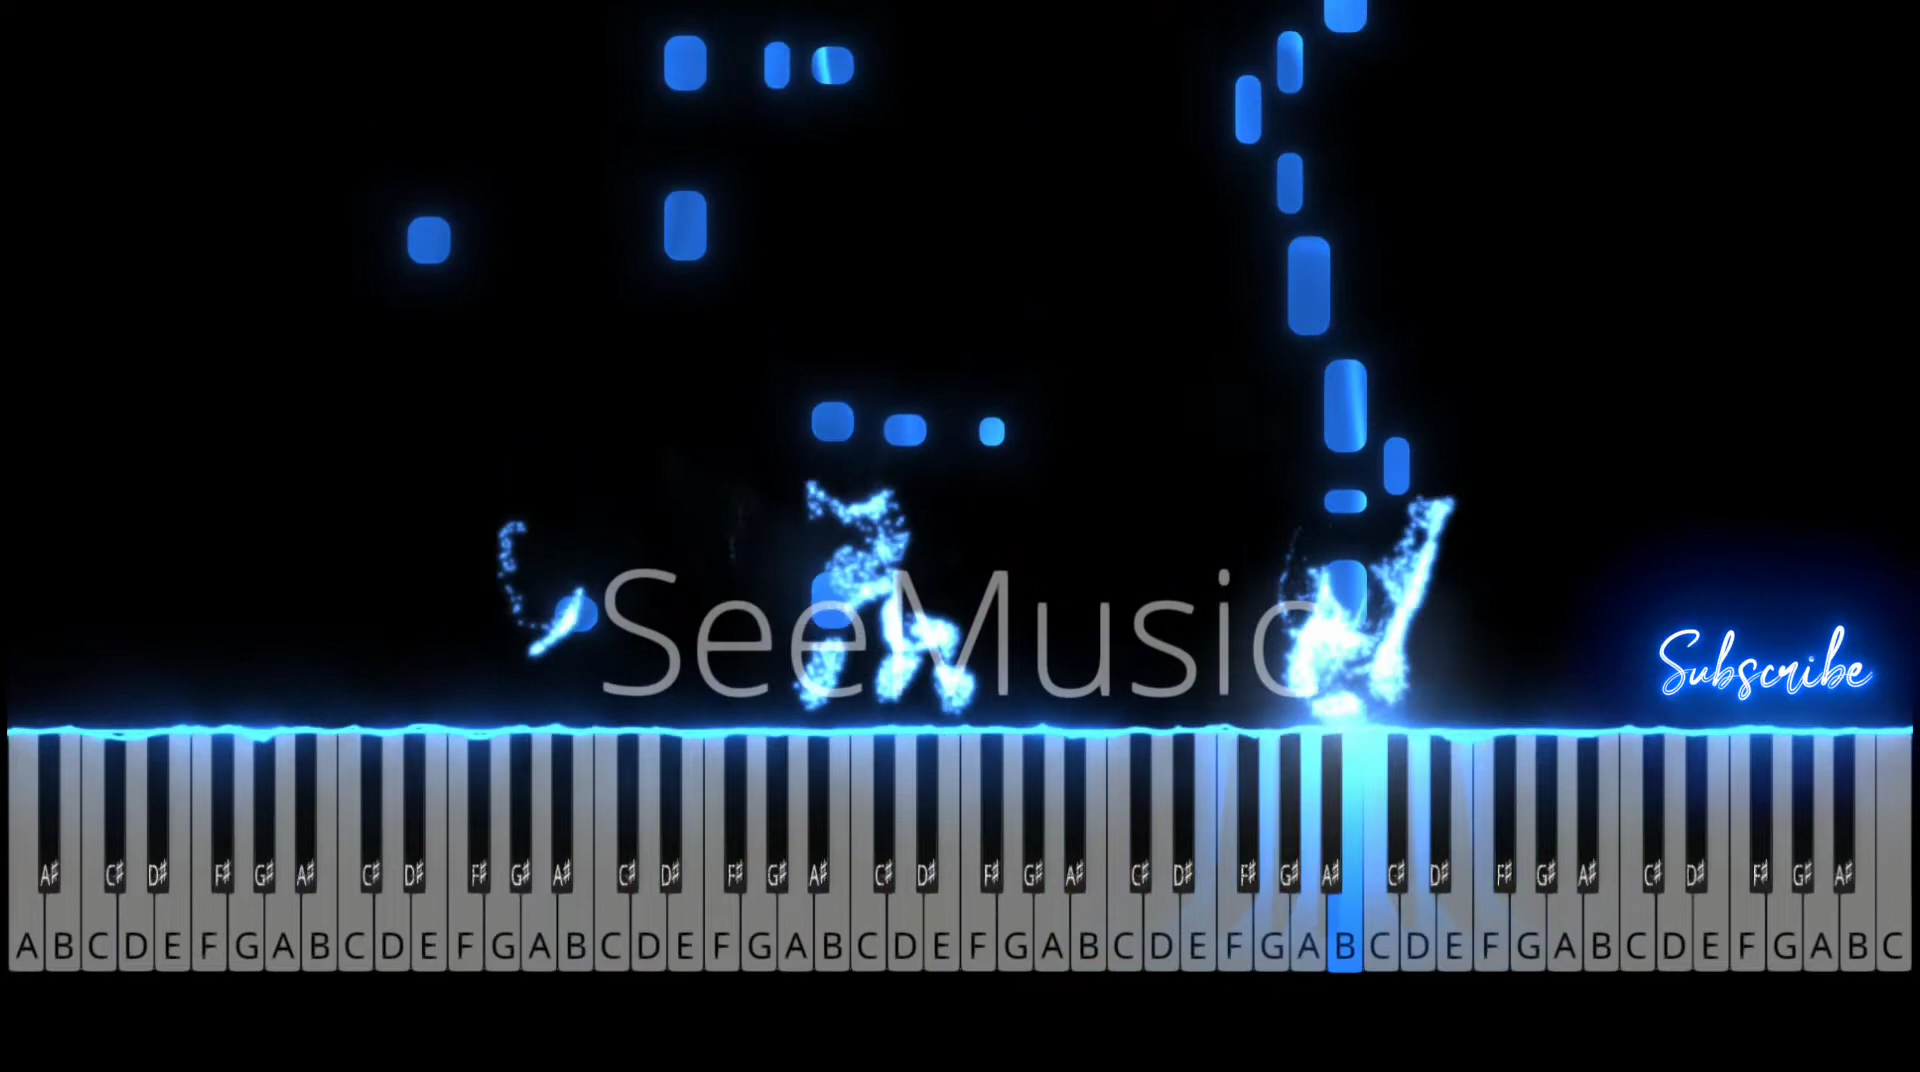 SeeMusic
Subscribe
A♯ C♯ D♯ F♯ G♯ A♯ C♯ D♯ F♯ G♯ A♯ C♯ D♯ F♯ G♯ A♯ C♯ D♯ F♯ G♯ A♯ C♯ D♯ F♯ G♯ A♯ C♯ D♯ F♯ G♯ A♯ C♯ D♯ F♯ G♯ A♯
A B C D E F G A B C D E F G A B C D E F G A B C D E F G A B C D E F G A B C D E F G A B C D E F G A B C